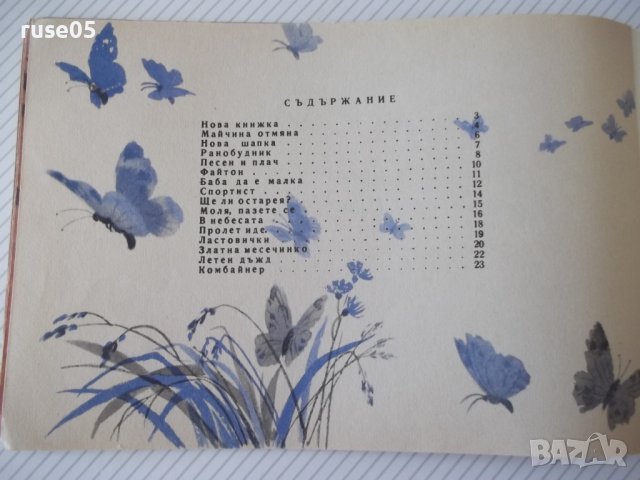 ruse05
СЪДЪРЖАНИЕ
Нова книжка . . . . . . . . . . 3
Майчина отмяна . . . . . . . . . . 4
Нова шапка . . . . . . . . . . 6
Ранобудник . . . . . . . . . . 7
Песен и плач . . . . . . . . . . 8
Файтон . . . . . . . . . . 10
Баба да е малка . . . . . . . . . . 11
Спортист . . . . . . . . . . 12
Ще ли остарея? . . . . . . . . . . 14
Моля, пазете се . . . . . . . . . . 15
В небесата . . . . . . . . . . 16
Пролет иде . . . . . . . . . . 18
Ластовички . . . . . . . . . . 19
Златна месечинко . . . . . . . . . . 20
Летен дъжд . . . . . . . . . . 22
Комбайнер . . . . . . . . . . 23
BAZAR